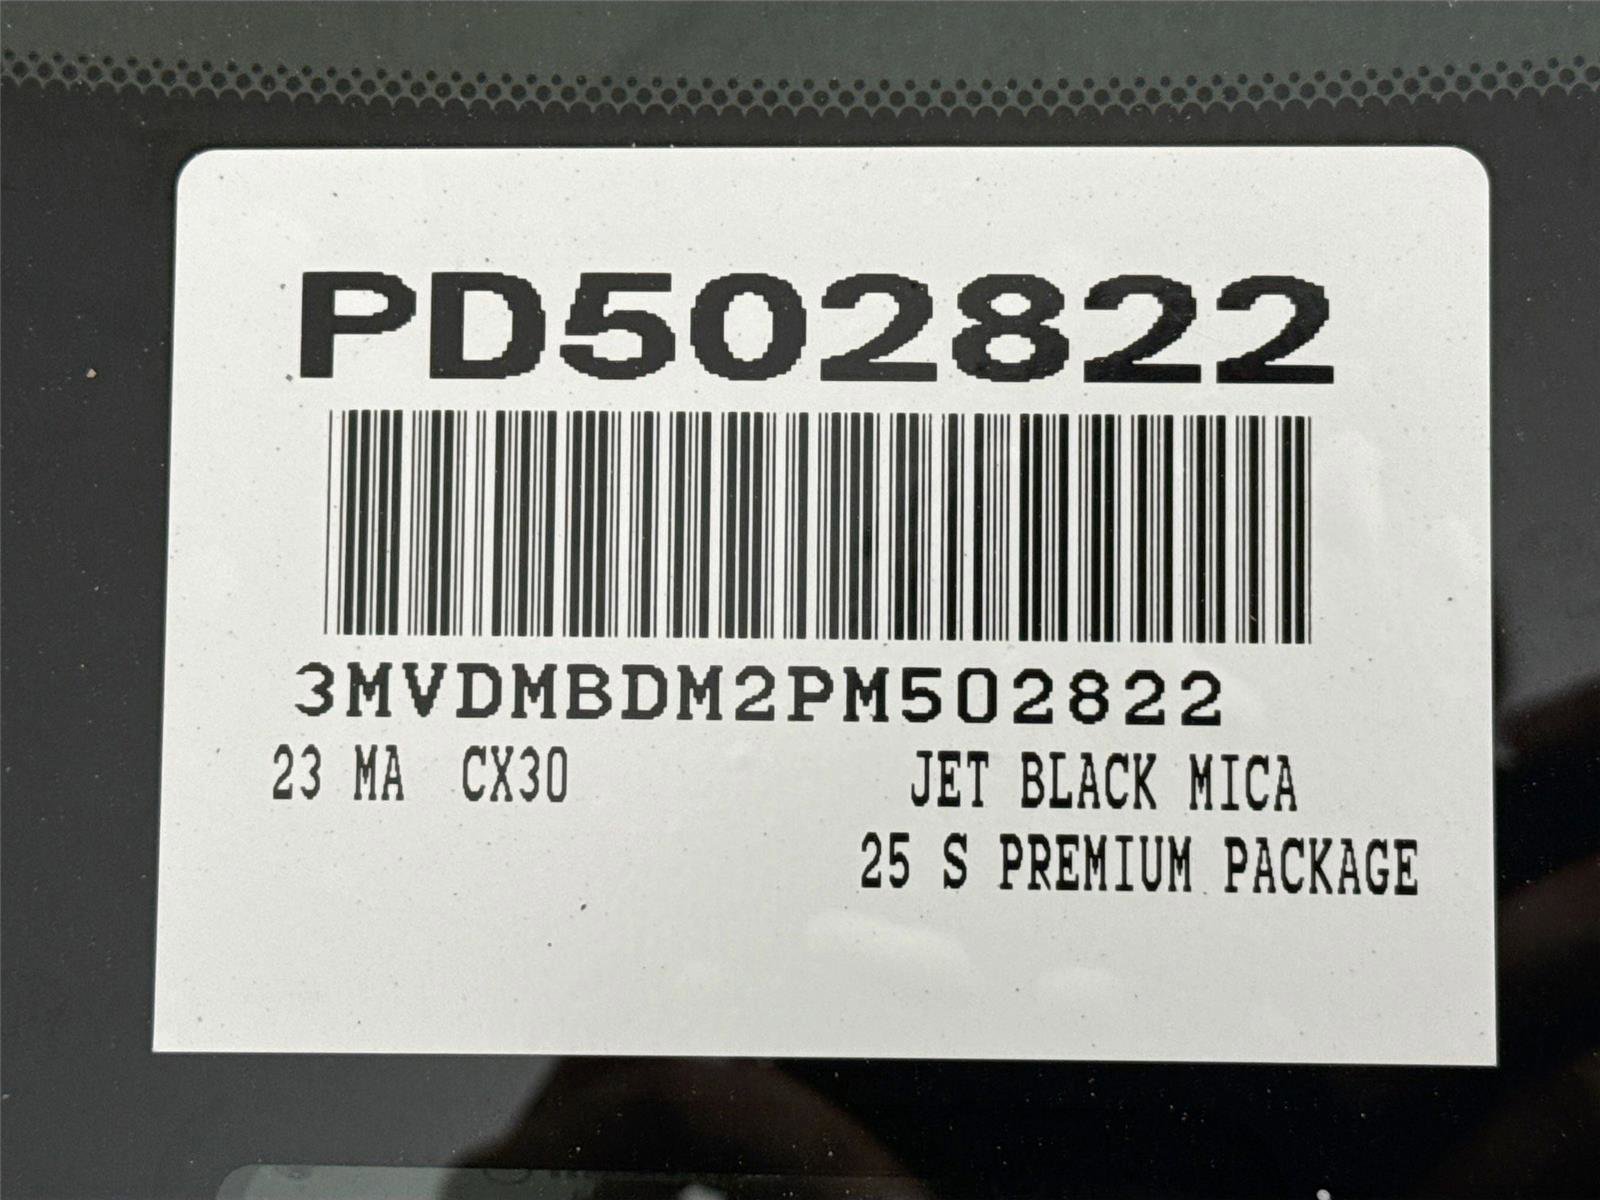 PD502822
3MVDMBDM2PM502822
23 MA CX30 JET BLACK MICA
25 S PREMIUM PACKAGE